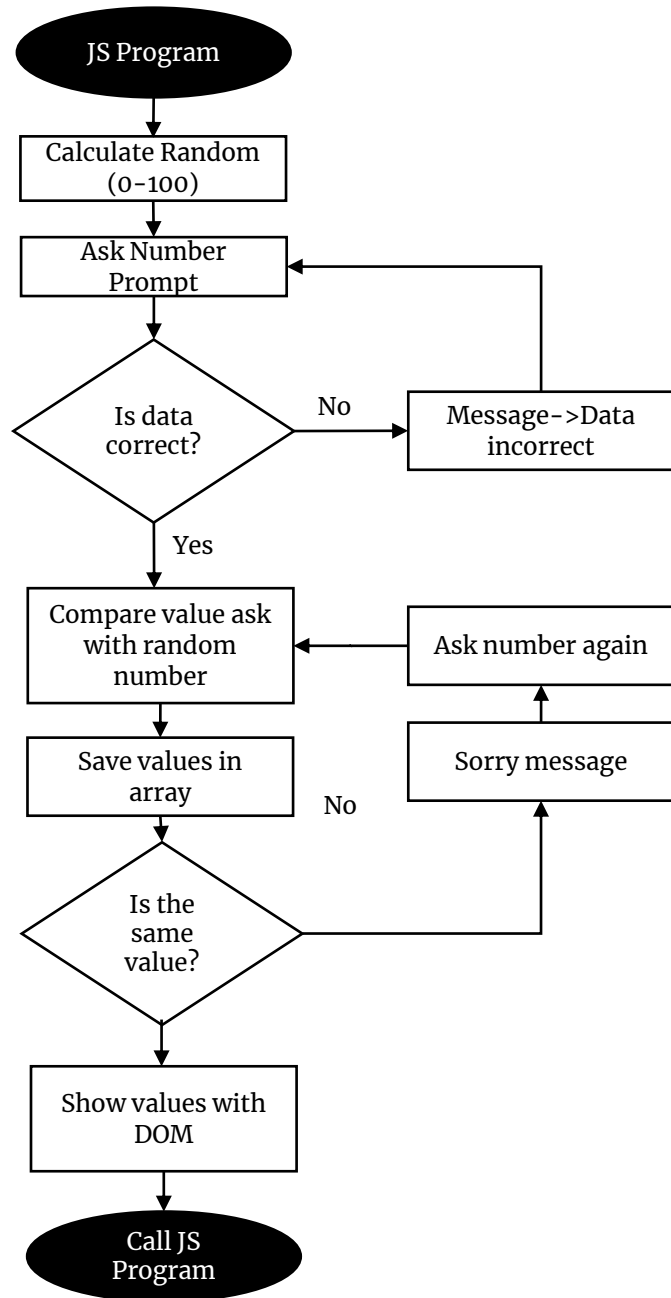 JS Program
Calculate Random
(0-100)
Ask Number
Prompt
Is data
correct?
No
Message->Data
incorrect
Yes
Compare value ask
with random
number
Ask number again
Save values in
array
Sorry message
No
Is the
same
value?
Show values with
DOM
Call JS
Program